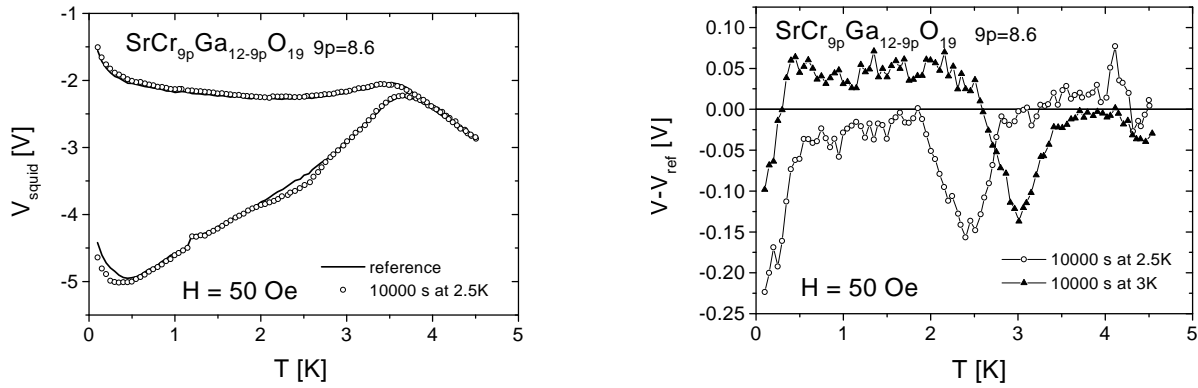 SrCr9pGa12-9pO19 9p=8.6
-1
-2
-3
-4
-5
Vsquid [V]
reference
10000 s at 2.5K
H = 50 Oe
0 1 2 3 4 5
T [K]
SrCr9pGa12-9pO19 9p=8.6
0.10
0.05
0.00
-0.05
-0.10
-0.15
-0.20
-0.25
V-Vref [V]
10000 s at 2.5K
10000 s at 3K
H = 50 Oe
0 1 2 3 4 5
T [K]